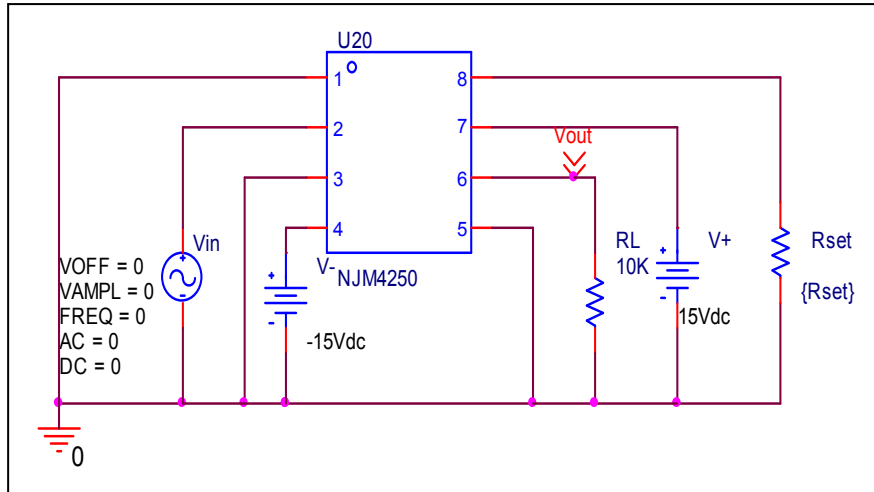 U20
1
8
2
7
Vout
3
6
4
5
Vin
V-
NJM4250
RL
10K
V+
Rset
{Rset}
VOFF = 0
VAMPL = 0
FREQ = 0
AC = 0
DC = 0
-15Vdc
15Vdc
0